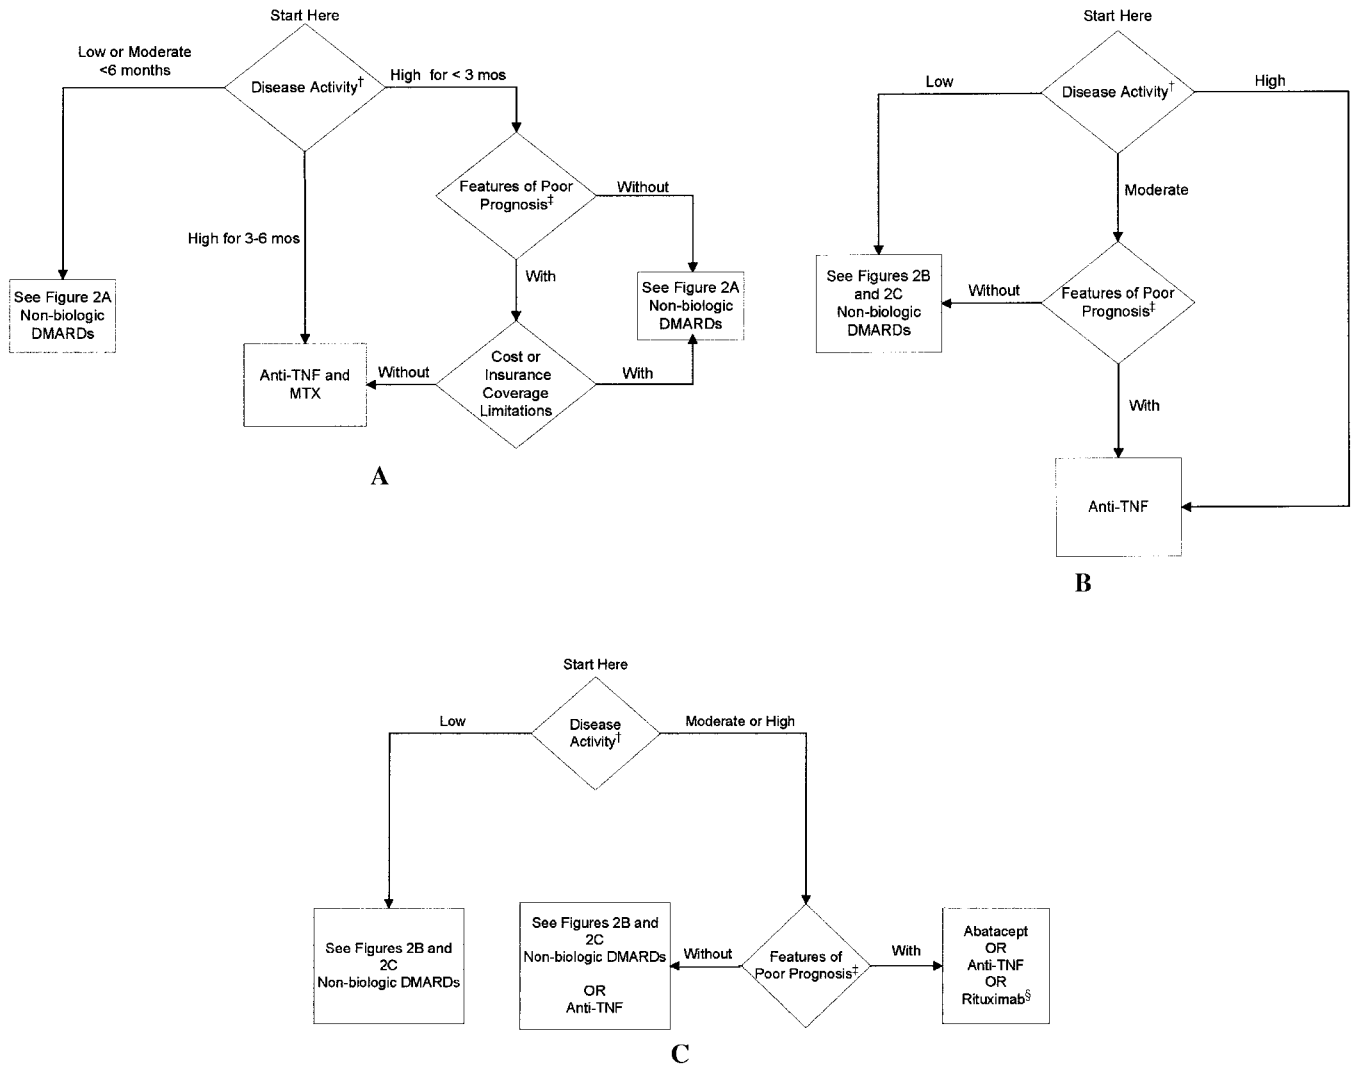 Start Here
Low or Moderate
<6 months
Disease Activity†
High for < 3 mos
Features of Poor
Prognosis‡
Without
High for 3-6 mos
With
See Figure 2A
Non-biologic
DMARDs
See Figure 2A
Non-biologic
DMARDs
Anti-TNF and
MTX
Without
Cost or
Insurance
Coverage
Limitations
With
A
Start Here
Low
Disease Activity†
High
Moderate
See Figures 2B
and 2C
Non-biologic
DMARDs
Without
Features of Poor
Prognosis‡
With
Anti-TNF
B
Start Here
Low
Disease
Activity†
Moderate or High
See Figures 2B and
2C
Non-biologic DMARDs
See Figures 2B and
2C
Non-biologic DMARDs
OR
Anti-TNF
Without
Features of
Poor Prognosis‡
With
Abatacept
OR
Anti-TNF
OR
Rituximab§
C